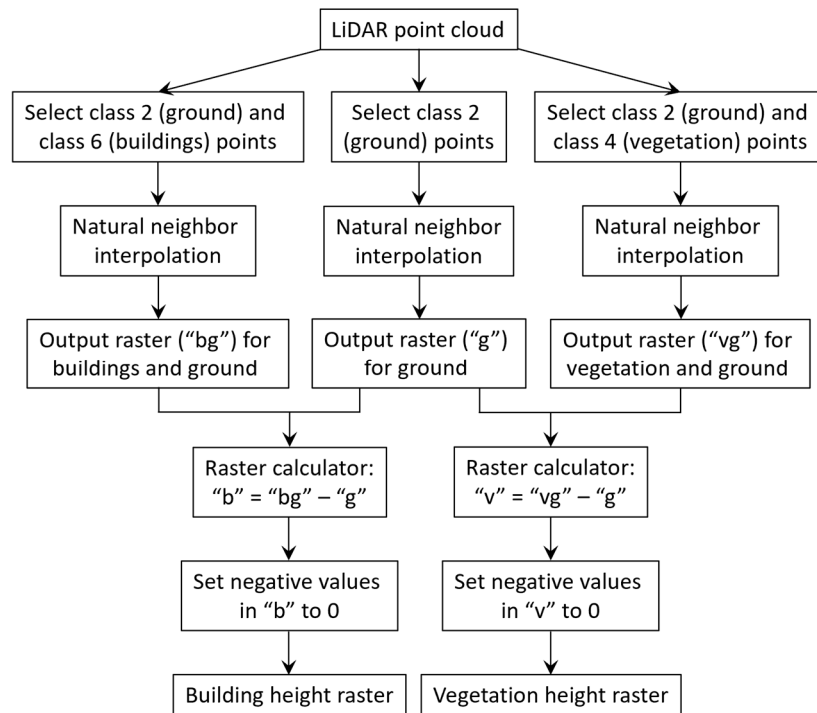 LiDAR point cloud
Select class 2 (ground) and
class 6 (buildings) points
Select class 2
(ground) points
Select class 2 (ground) and
class 4 (vegetation) points
Natural neighbor
interpolation
Natural neighbor
interpolation
Natural neighbor
interpolation
Output raster (“bg”) for
buildings and ground
Output raster (“g”)
for ground
Output raster (“vg”) for
vegetation and ground
Raster calculator:
“b” = “bg” – “g”
Raster calculator:
“v” = “vg” – “g”
Set negative values
in “b” to 0
Set negative values
in “v” to 0
Building height raster
Vegetation height raster